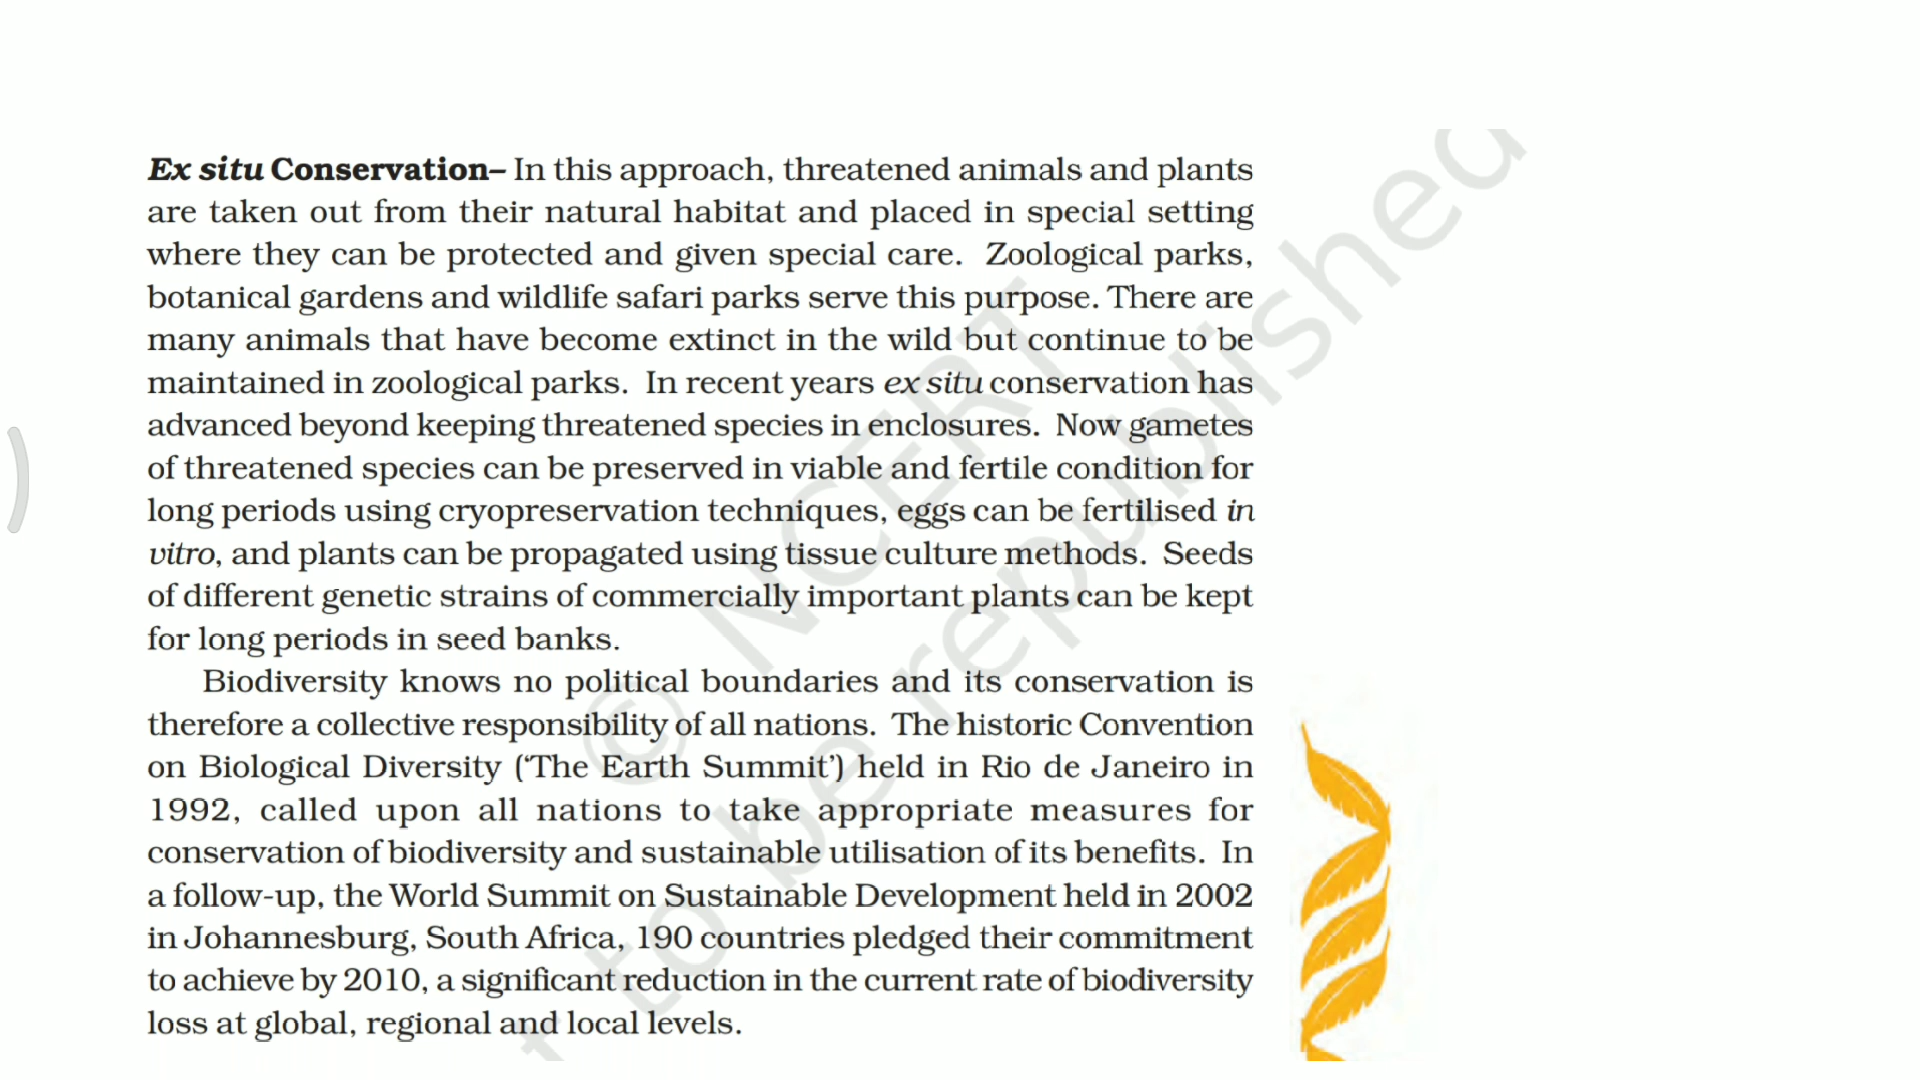 Ex situ Conservation– In this approach, threatened animals and plants
are taken out from their natural habitat and placed in special setting
where they can be protected and given special care. Zoological parks,
botanical gardens and wildlife safari parks serve this purpose. There are
many animals that have become extinct in the wild but continue to be
maintained in zoological parks. In recent years ex situ conservation has
advanced beyond keeping threatened species in enclosures. Now gametes
of threatened species can be preserved in viable and fertile condition for
long periods using cryopreservation techniques, eggs can be fertilised in
vitro, and plants can be propagated using tissue culture methods. Seeds
of different genetic strains of commercially important plants can be kept
for long periods in seed banks.
Biodiversity knows no political boundaries and its conservation is
therefore a collective responsibility of all nations. The historic Convention
on Biological Diversity (‘The Earth Summit’) held in Rio de Janeiro in
1992, called upon all nations to take appropriate measures for
conservation of biodiversity and sustainable utilisation of its benefits. In
a follow-up, the World Summit on Sustainable Development held in 2002
in Johannesburg, South Africa, 190 countries pledged their commitment
to achieve by 2010, a significant reduction in the current rate of biodiversity
loss at global, regional and local levels.
© NCERT
to be republished